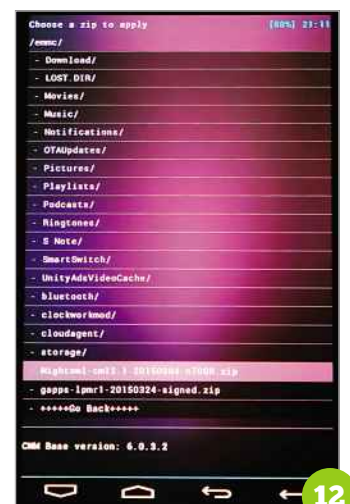 Choose a zip to apply [80%] 21:11
/emmc/
- Download/
- LOST.DIR/
- Movies/
- Music/
- Notifications/
- OTAUpdates/
- Pictures/
- Playlists/
- Podcasts/
- Ringtones/
- S Note/
- SmartSwitch/
- UnityAdsVideoCache/
- bluetooth/
- clockworkmod/
- cloudagent/
- storage/
- gapps-lpmr1-20150324-signed.zip
- +++++Go Back+++++
CWM Base version: 6.0.3.2
12